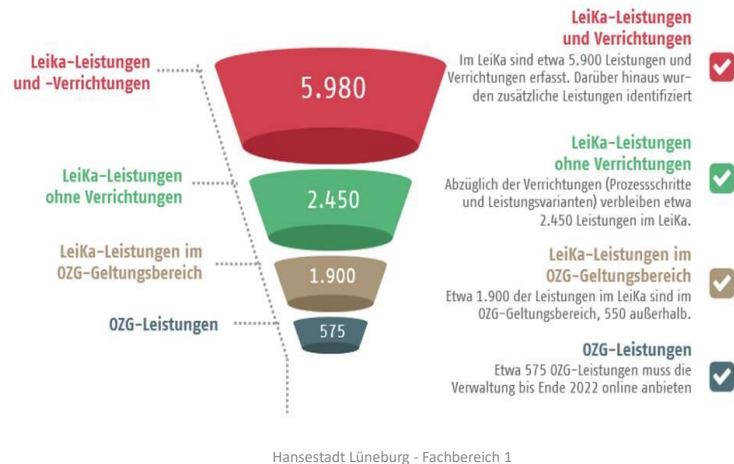 Leika-Leistungen
und -Verrichtungen
5.980
LeiKa-Leistungen
und Verrichtungen
Im LeiKa sind etwa 5.900 Leistungen und
Verrichtungen erfasst. Darüber hinaus wur-
den zusätzliche Leistungen identifiziert
LeiKa-Leistungen
ohne Verrichtungen
2.450
LeiKa-Leistungen
ohne Verrichtungen
Abzüglich der Verrichtungen (Prozessschritte
und Leistungsvarianten) verbleiben etwa
2.450 Leistungen im LeiKa.
LeiKa-Leistungen im
OZG-Geltungsbereich
1.900
LeiKa-Leistungen im
OZG-Geltungsbereich
Etwa 1.900 der Leistungen im LeiKa sind im
OZG-Geltungsbereich, 550 außerhalb.
OZG-Leistungen
575
OZG-Leistungen
Etwa 575 OZG-Leistungen muss die
Verwaltung bis Ende 2022 online anbieten
Hansestadt Lüneburg - Fachbereich 1